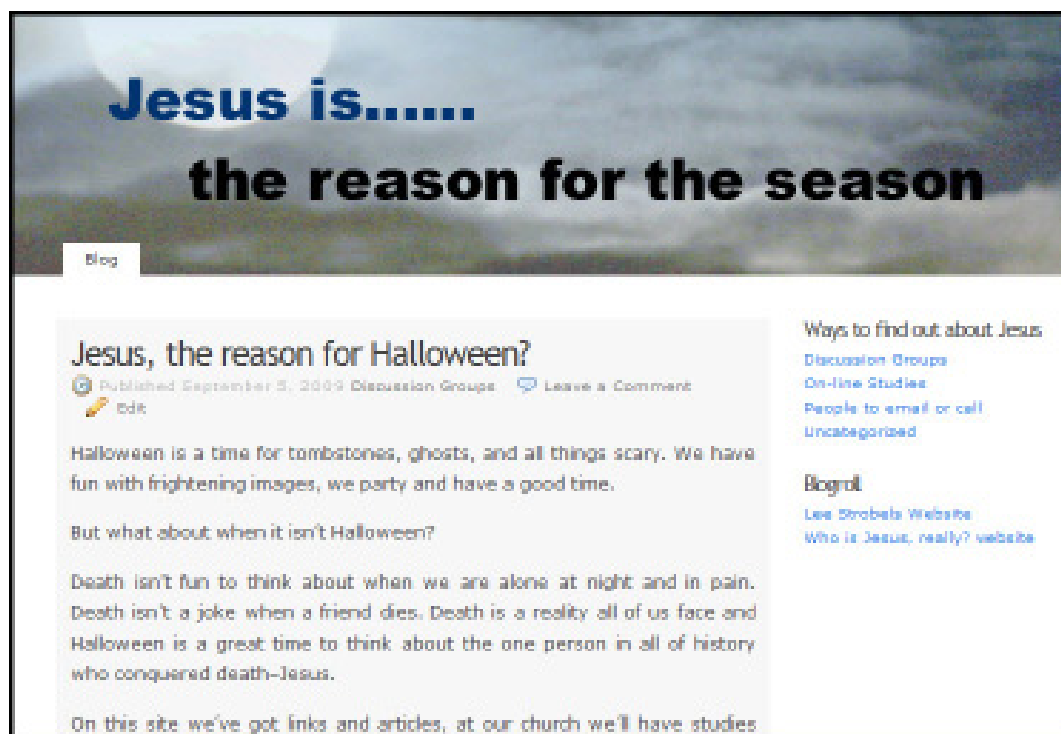 Jesus is......
the reason for the season
Blog
Jesus, the reason for Halloween?
Published September 5, 2009 Discussion Groups Leave a Comment
Edit
Halloween is a time for tombstones, ghosts, and all things scary. We have
fun with frightening images, we party and have a good time.
But what about when it isn't Halloween?
Death isn't fun to think about when we are alone at night and in pain.
Death isn't a joke when a friend dies. Death is a reality all of us face and
Halloween is a great time to think about the one person in all of history
who conquered death–Jesus.
On this site we've got links and articles, at our church we'll have studies
Ways to find out about Jesus
Discussion Groups
On-line Studies
People to email or call
Uncategorized
Blogroll
Lee Strobels Website
Who is Jesus, really? website